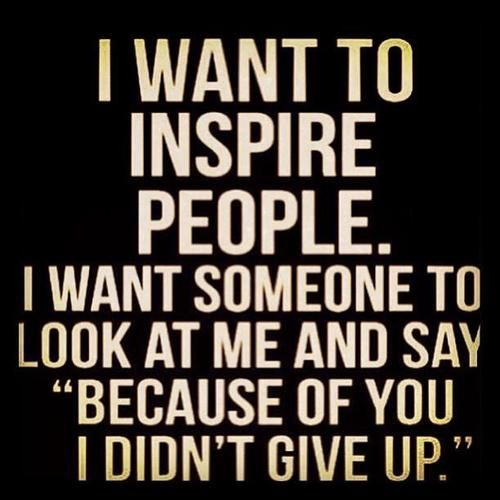 I WANT TO
INSPIRE
PEOPLE.
I WANT SOMEONE TO
LOOK AT ME AND SAY
“BECAUSE OF YOU
I DIDN’T GIVE UP.”